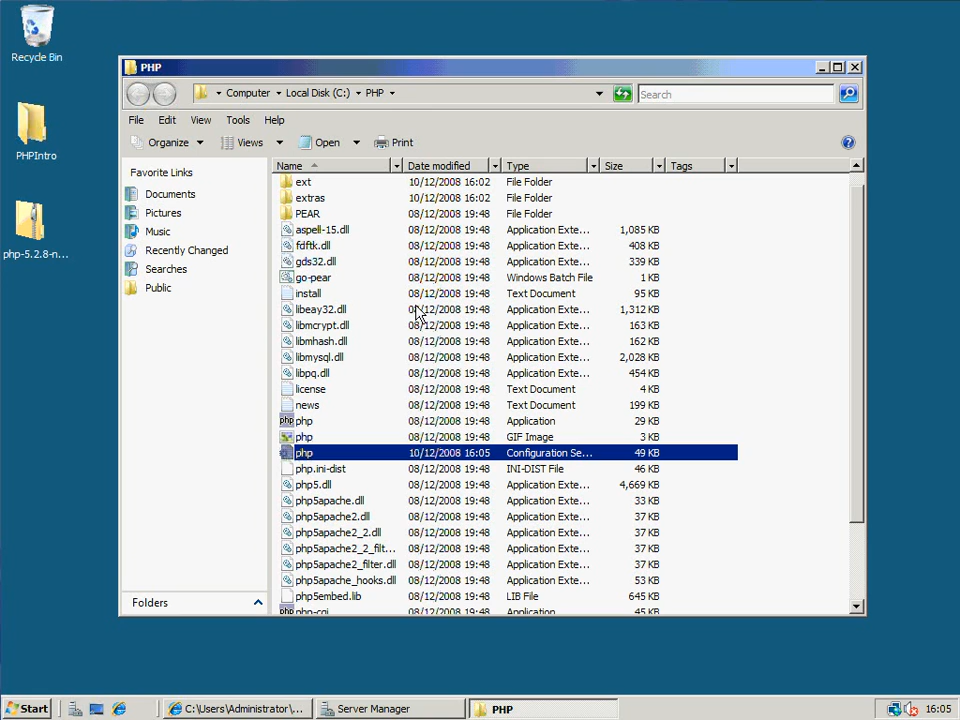 Recycle Bin
PHPIntro
php-5.2.8-n...
PHP
Computer Local Disk (C:) PHP
Search
File Edit View Tools Help
Organize Views Open Print
Favorite Links
Documents
Pictures
Music
Recently Changed
Searches
Public
Folders
Name Date modified Type Size Tags
ext 10/12/2008 16:02 File Folder
extras 10/12/2008 16:02 File Folder
PEAR 08/12/2008 19:48 File Folder
aspell-15.dll 08/12/2008 19:48 Application Exte... 1,085 KB
fdftk.dll 08/12/2008 19:48 Application Exte... 408 KB
gds32.dll 08/12/2008 19:48 Application Exte... 339 KB
go-pear 08/12/2008 19:48 Windows Batch File 1 KB
install 08/12/2008 19:48 Text Document 95 KB
libeay32.dll 08/12/2008 19:48 Application Exte... 1,312 KB
libmcrypt.dll 08/12/2008 19:48 Application Exte... 163 KB
libmhash.dll 08/12/2008 19:48 Application Exte... 162 KB
libmysql.dll 08/12/2008 19:48 Application Exte... 2,028 KB
libpq.dll 08/12/2008 19:48 Application Exte... 454 KB
license 08/12/2008 19:48 Text Document 4 KB
news 08/12/2008 19:48 Text Document 199 KB
php php 08/12/2008 19:48 Application 29 KB
php 08/12/2008 19:48 GIF Image 3 KB
php 10/12/2008 16:05 Configuration Se... 49 KB
php.ini-dist 08/12/2008 19:48 INI-DIST File 46 KB
php5.dll 08/12/2008 19:48 Application Exte... 4,669 KB
php5apache.dll 08/12/2008 19:48 Application Exte... 33 KB
php5apache2.dll 08/12/2008 19:48 Application Exte... 37 KB
php5apache2_2.dll 08/12/2008 19:48 Application Exte... 37 KB
php5apache2_2_filt... 08/12/2008 19:48 Application Exte... 37 KB
php5apache2_filter.dll 08/12/2008 19:48 Application Exte... 37 KB
php5apache_hooks.dll 08/12/2008 19:48 Application Exte... 53 KB
php5embed.lib 08/12/2008 19:48 LIB File 645 KB
php php-cgi 08/12/2008 19:48 Application 45 KB
Start C:\Users\Administrator\... Server Manager PHP 16:05